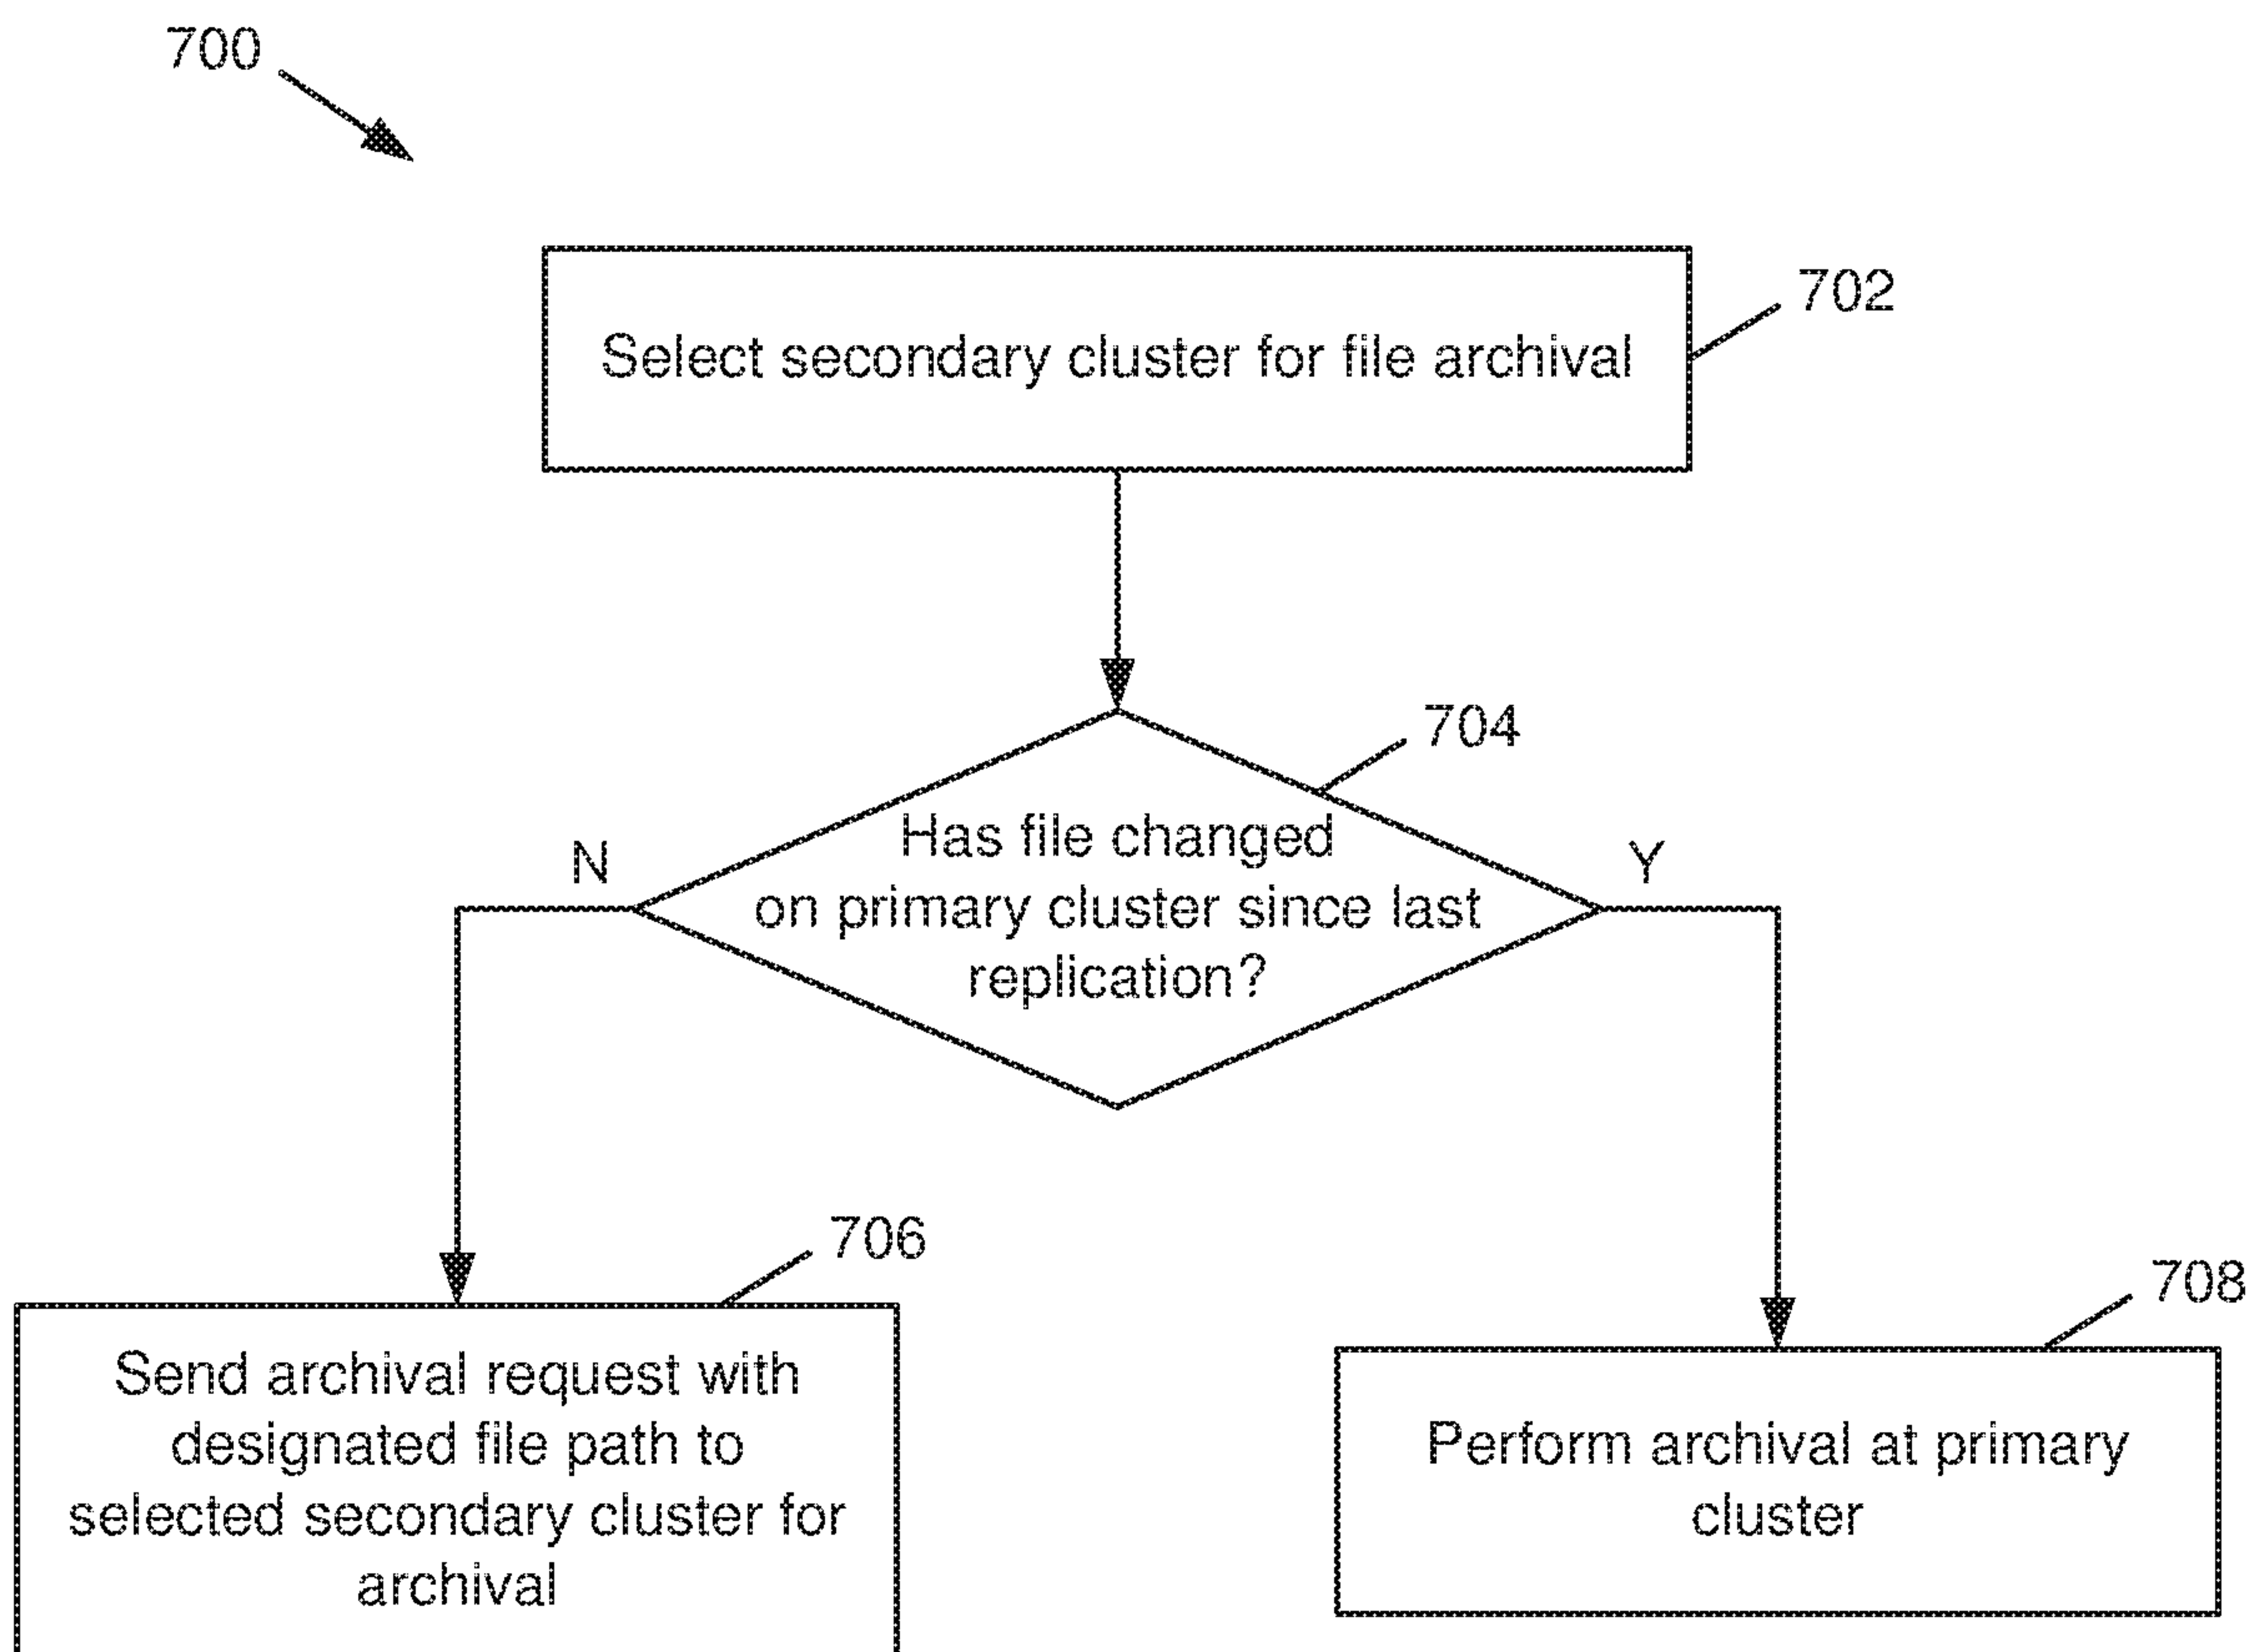 700
702
Select secondary cluster for file archival
704
Has file changed
on primary cluster since last
replication?
N
Y
706
Send archival request with
designated file path to
selected secondary cluster for
archival
708
Perform archival at primary
cluster